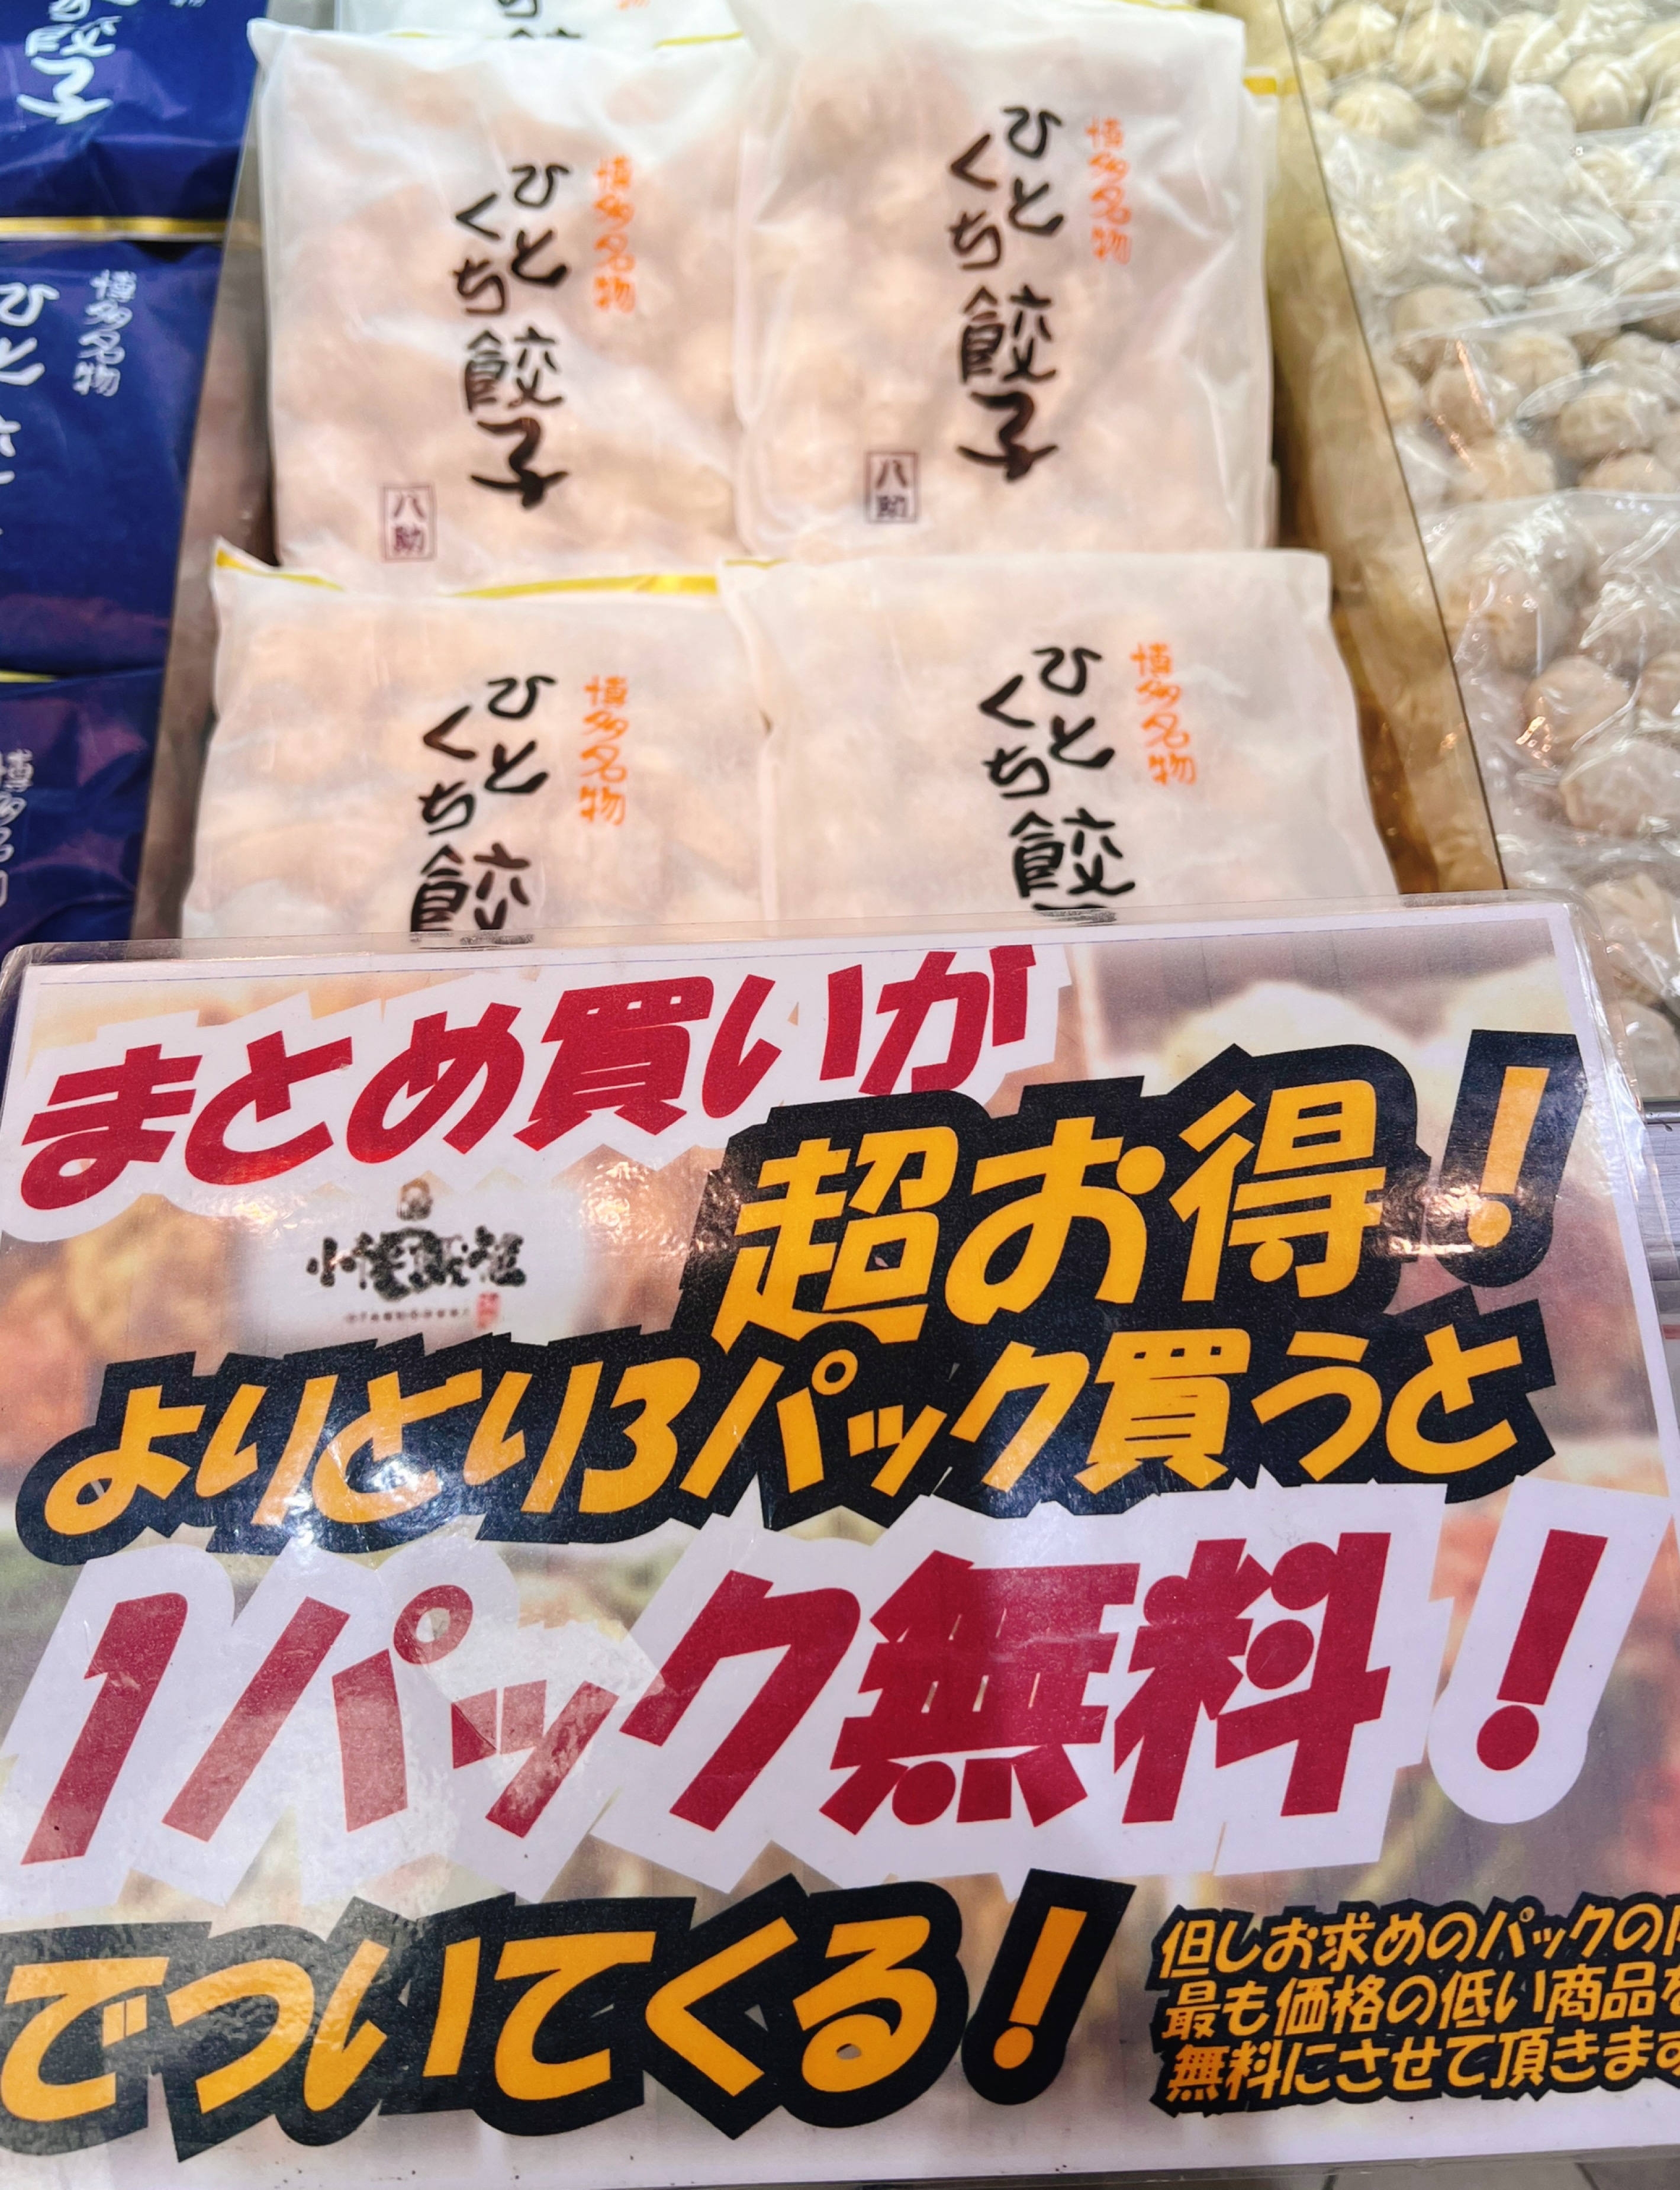 子
博多名物
ひと
博多名物
博多名物
ひとくち餃子
八助
博多名物
ひとくち餃子
八助
博多名物
ひとくち餃
博多名物
ひとくち餃
まとめ買いが
超お得！
よりどり3パック買うと
1パック無料！
でついてくる！
但しお求めのパックの
最も価格の低い商品
無料にさせて頂きます